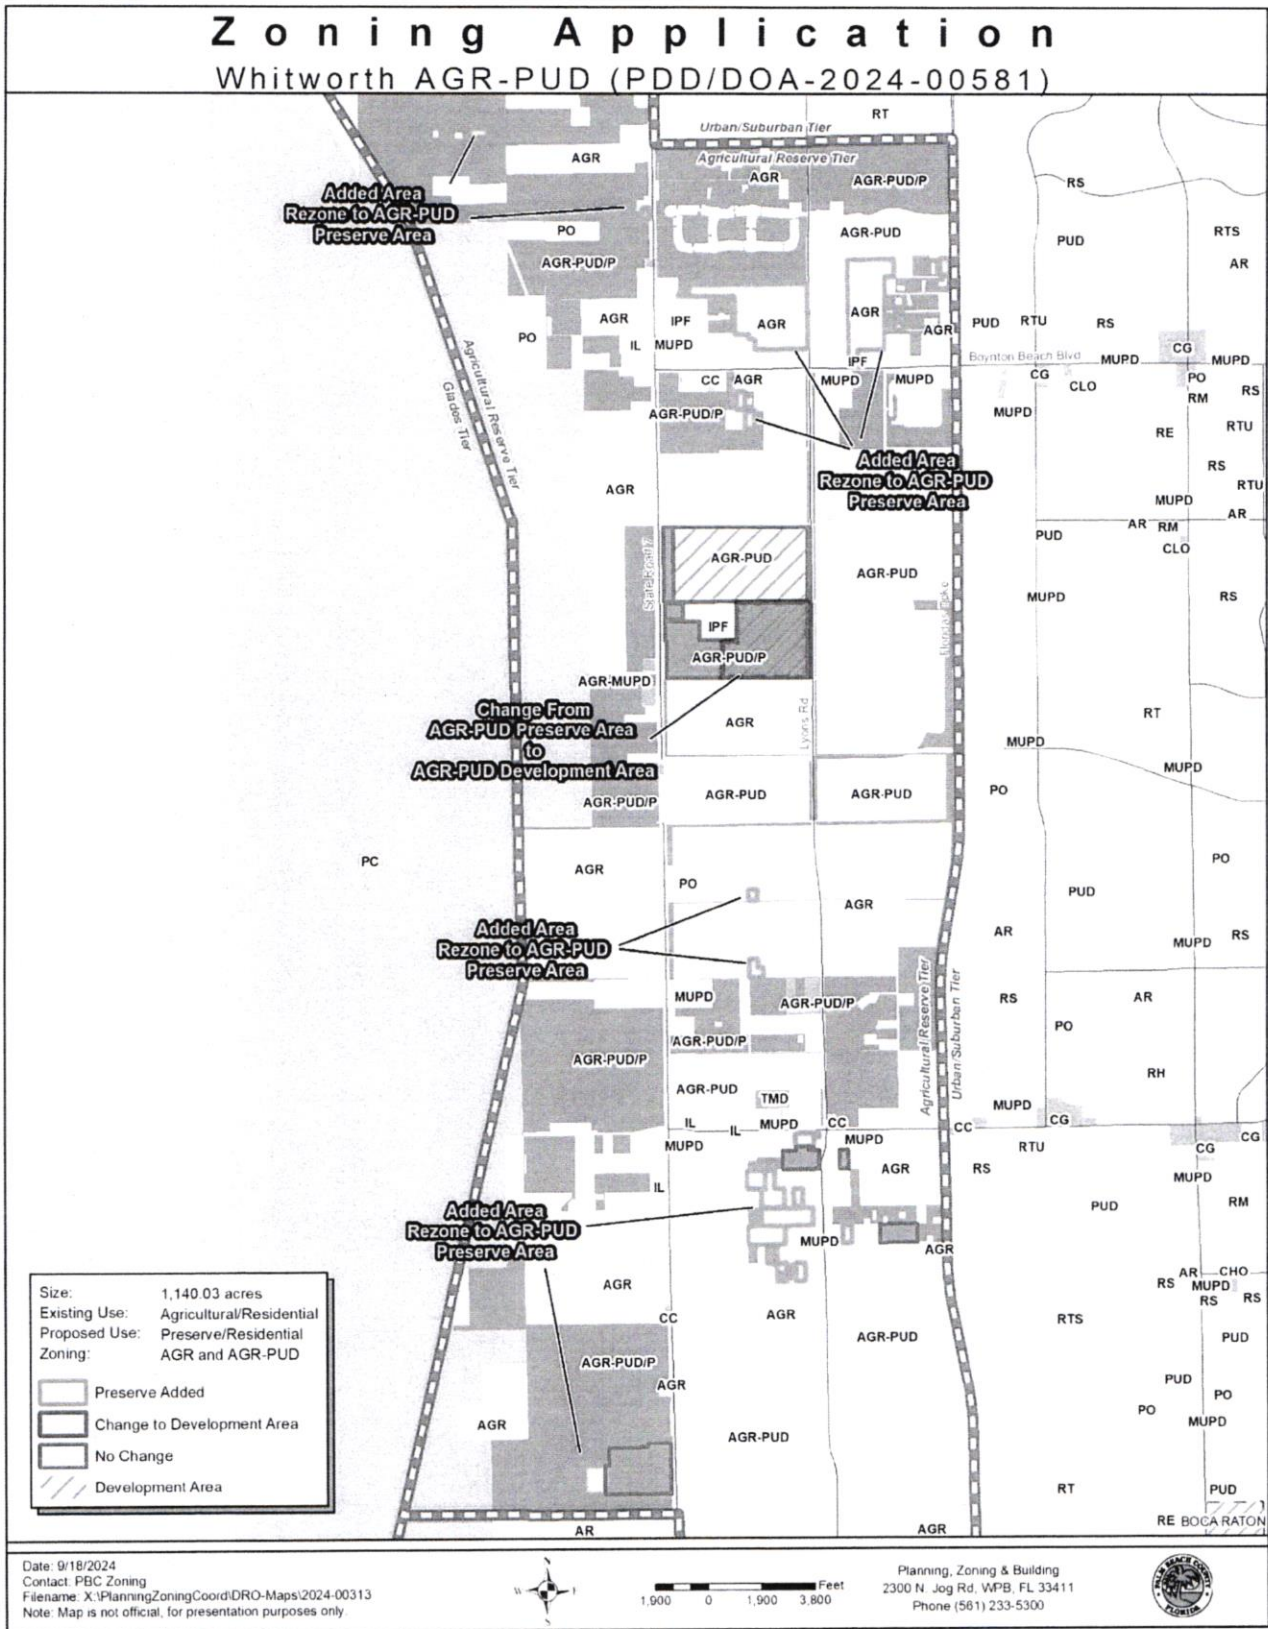 Zoning Application
Whitworth AGR-PUD (PDD/DOA-2024-00581)
RT
Urban/Suburban Tier
Agricultural Reserve Tier
AGR
AGR
AGR-PUD/P
RS
Added Area
Rezone to AGR-PUD
Preserve Area
PO
AGR-PUD
RTS
PUD
AGR-PUD/P
AR
AGR
IPF
AGR
AGR
AGR
PUD
RTU
RS
PO
IL
MUPD
IPF
Boynton Beach Blvd
MUPD
CG
MUPD
Agricultural Reserve Tier
Glades Tier
CC
AGR
MUPD
MUPD
CG
CLO
PO
RM
RS
AGR-PUD/P
MUPD
RE
RTU
Added Area
Rezone to AGR-PUD
Preserve Area
RS
RTU
AGR
MUPD
AR
AR
RM
PUD
CLO
State Road 7
AGR-PUD
AGR-PUD
MUPD
RS
IPF
AGR-PUD/P
AGR-MUPD
Lyons Rd
Change From
AGR-PUD Preserve Area
to
AGR-PUD Development Area
AGR
RT
MUPD
MUPD
AGR-PUD/P
AGR-PUD
AGR-PUD
PO
PC
AGR
PO
AGR
PUD
PO
Added Area
Rezone to AGR-PUD
Preserve Area
AR
MUPD
RS
Agricultural Reserve Tier
Urban/Suburban Tier
MUPD
AGR-PUD/P
RS
AR
PO
AGR-PUD/P
AGR-PUD/P
RH
AGR-PUD
TMD
MUPD
IL
IL
MUPD
CC
CC
CG
CG
MUPD
MUPD
RTU
CG
AGR
RS
MUPD
IL
RM
PUD
Added Area
Rezone to AGR-PUD
Preserve Area
MUPD
AGR
AR
CHO
RS
MUPD
RS
RS
AGR
CC
AGR
RTS
AGR-PUD
PUD
AGR-PUD/P
AGR
PUD
PO
PO
MUPD
AGR
AGR-PUD
RT
PUD
RE
BOCA RATON
AR
AGR
Size: 1,140.03 acres
Existing Use: Agricultural/Residential
Proposed Use: Preserve/Residential
Zoning: AGR and AGR-PUD
Preserve Added
Change to Development Area
No Change
Development Area
Date: 9/18/2024
Contact: PBC Zoning
Filename: X:\PlanningZoningCoord\DRO-Maps\2024-00313
Note: Map is not official, for presentation purposes only.
N
W
E
S
Feet
1,900 0 1,900 3,800
Planning, Zoning & Building
2300 N. Jog Rd, WPB, FL 33411
Phone (561) 233-5300
PALM BEACH COUNTY
FLORIDA